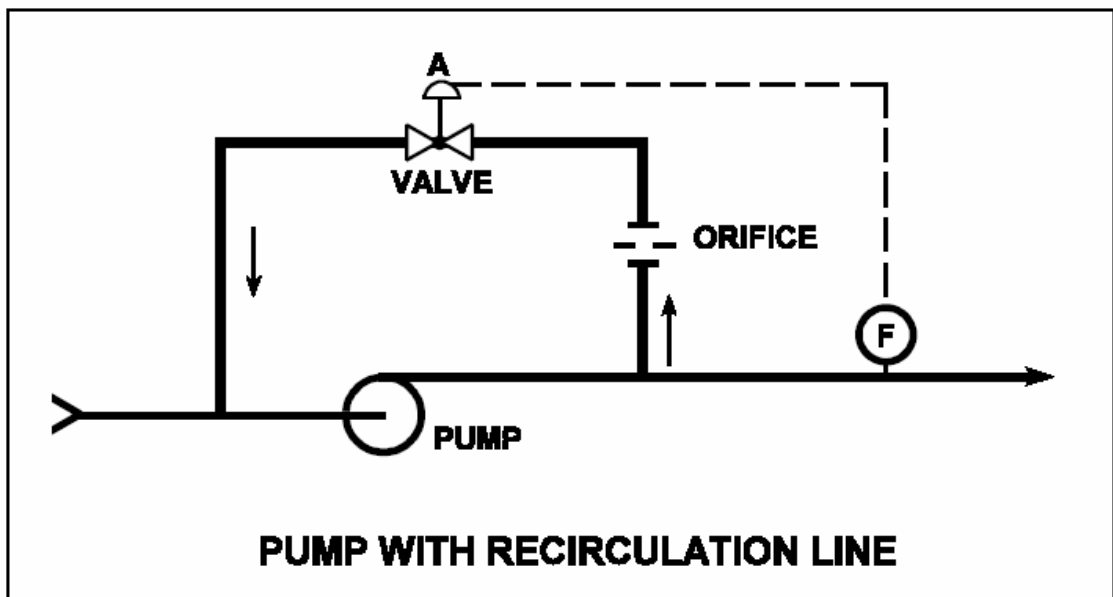 A
VALVE
ORIFICE
F
PUMP
PUMP WITH RECIRCULATION LINE